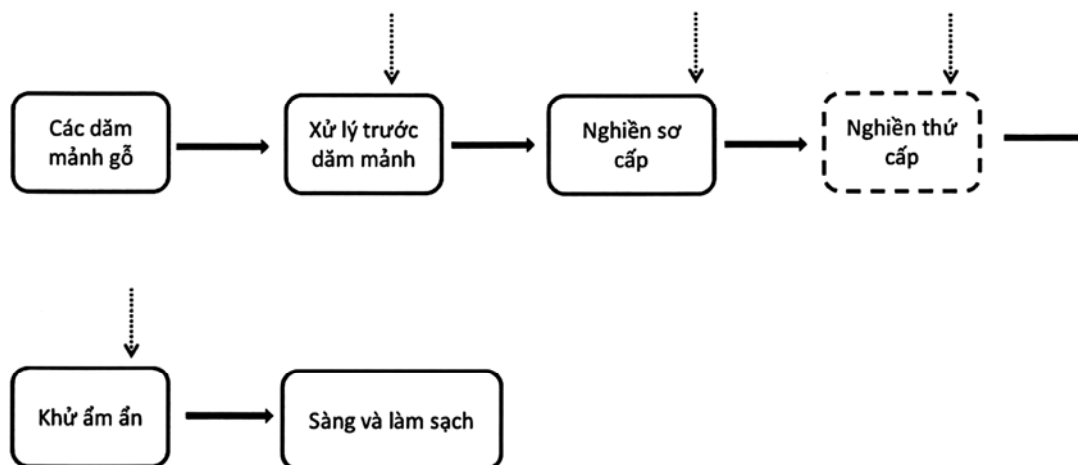 Các dăm
mảnh gỗ
Xử lý trước
dăm mảnh
Nghiền sơ
cấp
Nghiền thứ
cấp
Khử ẩm ẩn
Sàng và làm sạch